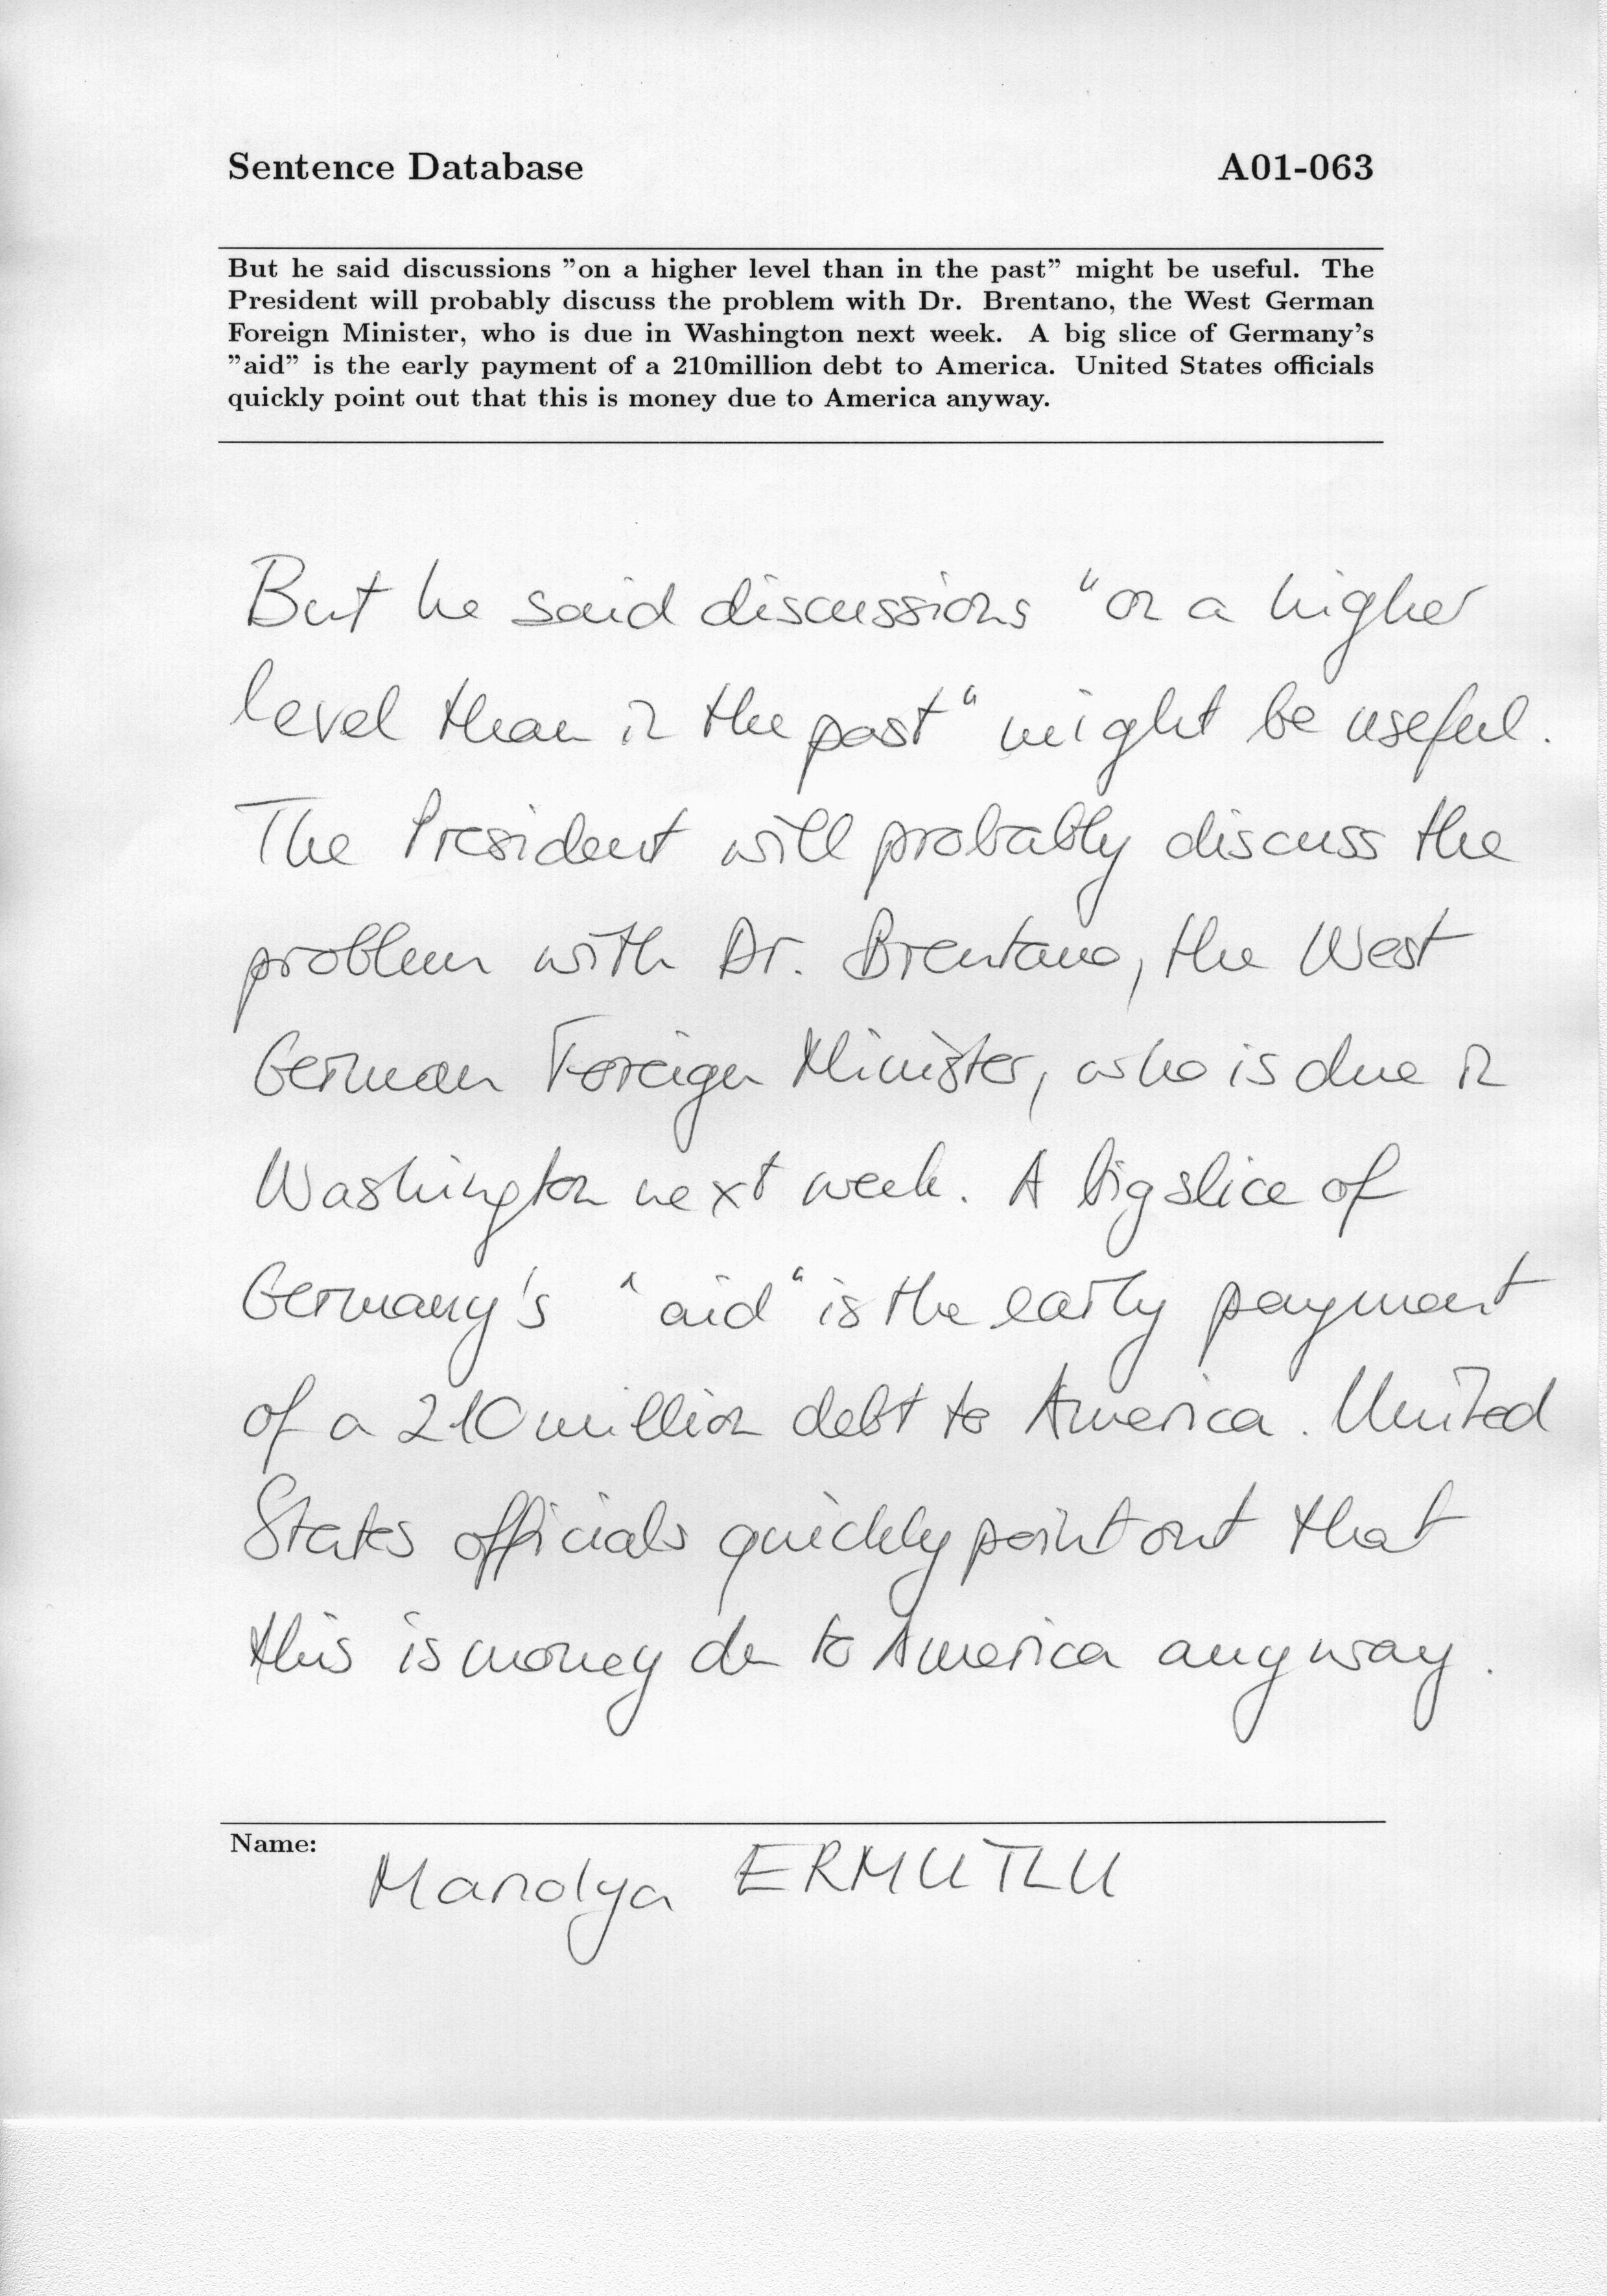 Sentence Database A01-063
But he said discussions ”on a higher level than in the past” might be useful. The
President will probably discuss the problem with Dr. Brentano, the West German
Foreign Minister, who is due in Washington next week. A big slice of Germany's
”aid” is the early payment of a 210million debt to America. United States officials
quickly point out that this is money due to America anyway.
But he said discussions "on a higher
level than in the past" might be useful.
The President will probably discuss the
problem with Dr. Brentano, the West
German Foreign Minister, who is due in
Washington next week. A big slice of
Germany's "aid" is the early payment
of a 210million debt to America. United
States officials quickly point out that
this is money du to America anyway.
Name:
Manolya ERMUTLU